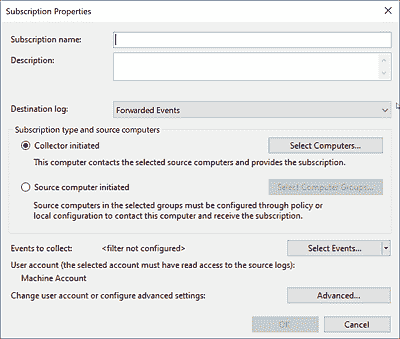 Subscription Properties
Subscription name:
Description:
Destination log: Forwarded Events
Subscription type and source computers
Collector initiated Select Computers...
This computer contacts the selected source computers and provides the subscription.
Source computer initiated Select Computer Groups...
Source computers in the selected groups must be configured through policy or
local configuration to contact this computer and receive the subscription.
Events to collect: <filter not configured> Select Events...
User account (the selected account must have read access to the source logs):
Machine Account
Change user account or configure advanced settings: Advanced...
OK Cancel